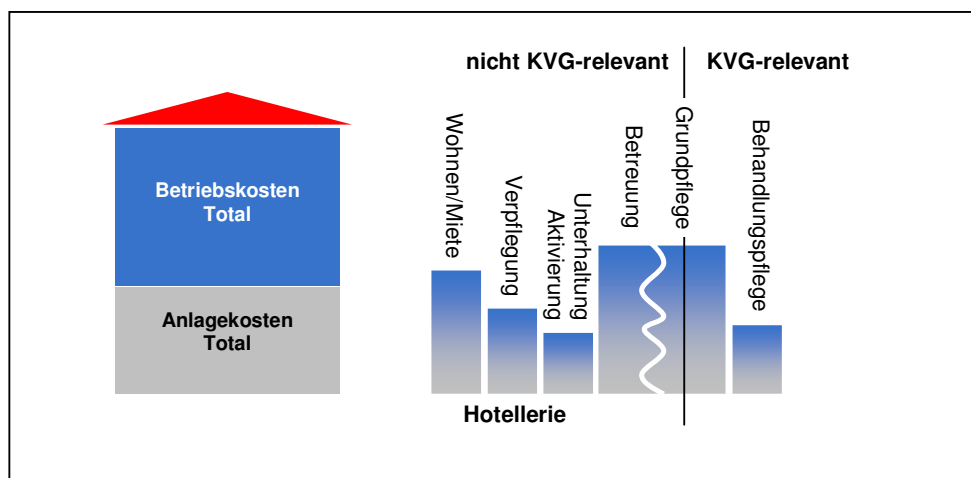 nicht KVG-relevant
KVG-relevant
Betriebskosten
Total
Anlagekosten
Total
Wohnen/Miete
Verpflegung
Unterhaltung
Aktivierung
Betreuung
Grundpflege
Behandlungspflege
Hotellerie